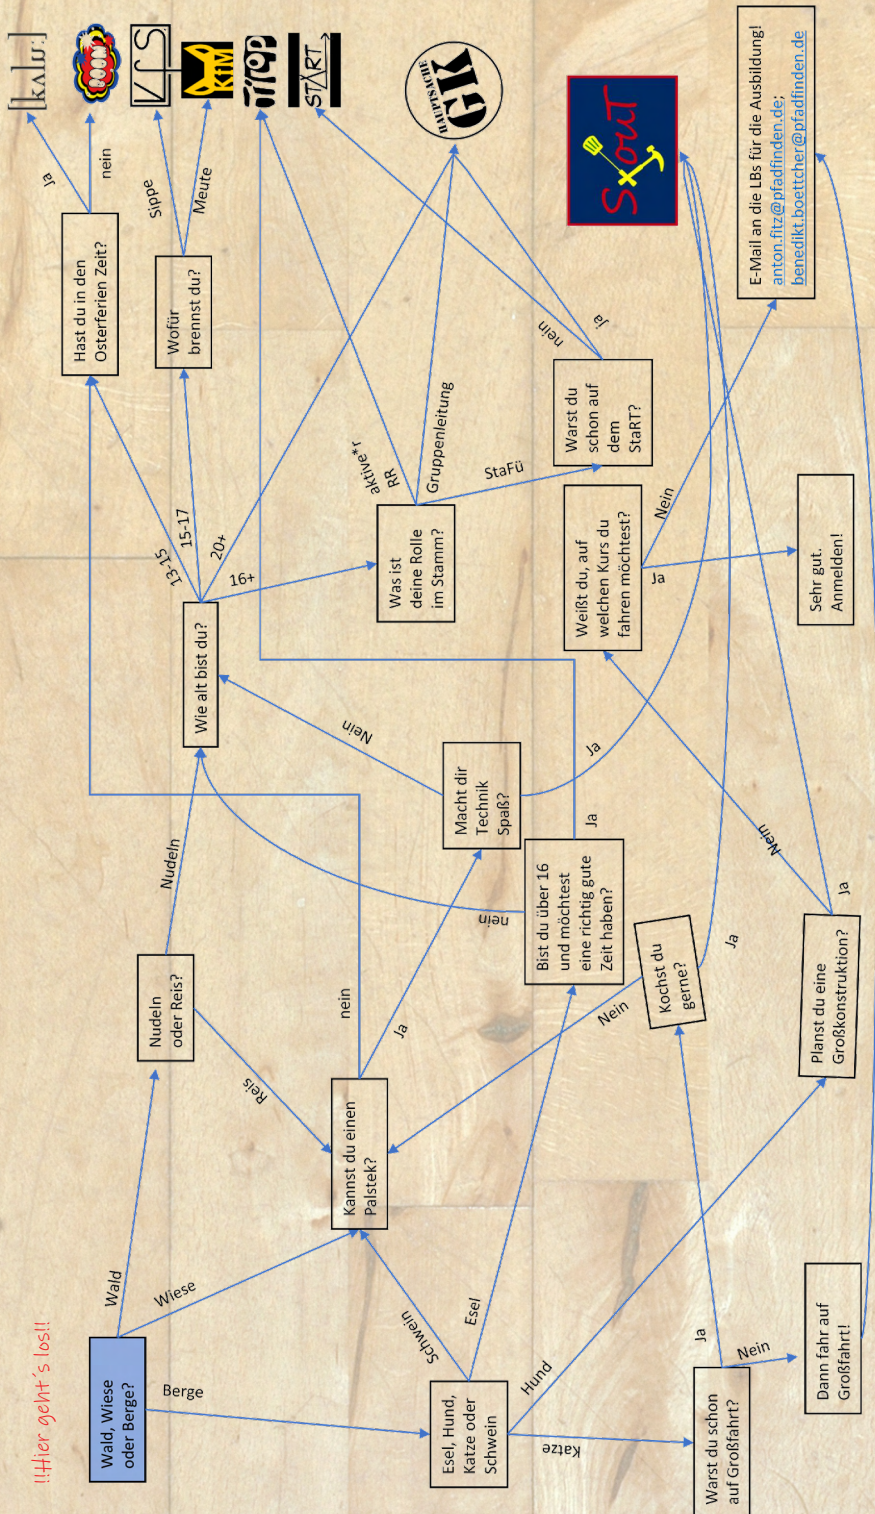 !!Hier geht´s los!!
Wald, Wiese
oder Berge?
Wald
Wiese
Berge
Nudeln
oder Reis?
Nudeln
Reis
Kannst du einen
Palstek?
nein
Ja
Esel, Hund,
Katze oder
Schwein
Schwein
Esel
Hund
Katze
Warst du schon
auf Großfahrt?
Ja
Nein
Dann fahr auf
Großfahrt!
Kochst du
gerne?
Nein
Ja
Planst du eine
Großkonstruktion?
Nein
Ja
Bist du über 16
und möchtest
eine richtig gute
Zeit haben?
nein
Ja
Macht dir
Technik
Spaß?
Nein
Ja
Wie alt bist du?
13-15
15-17
20+
16+
Was ist
deine Rolle
im Stamm?
aktive*r
RR
Gruppenleitung
StaFü
Weißt du, auf
welchen Kurs du
fahren möchtest?
Nein
Ja
Sehr gut.
Anmelden!
Warst du
schon auf
dem
StaRT?
nein
ja
Hast du in den
Osterferien Zeit?
Ja
nein
Wofür
brennst du?
Sippe
Meute
[kʌlʊ:]
BOOM
KfS
KfM
TiTOP
START
HAUPTSACHE
GK
SxouT
E-Mail an die LBs für die Ausbildung!
anton.fitz@pfadfinden.de;
benedikt.boettcher@pfadfinden.de